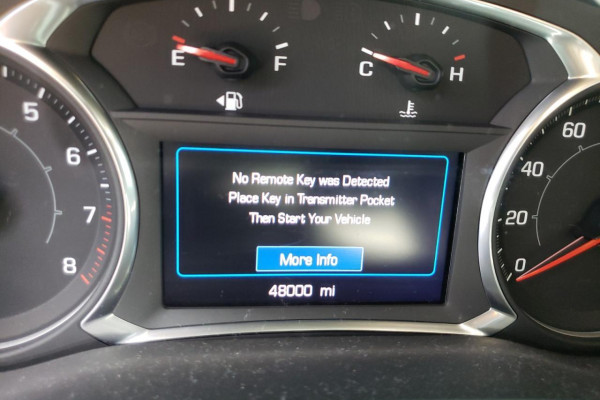 E F
C H
5
6
7
8
No Remote Key was Detected
Place Key in Transmitter Pocket
Then Start Your Vehicle
More Info
48000 mi
60
40
20
0